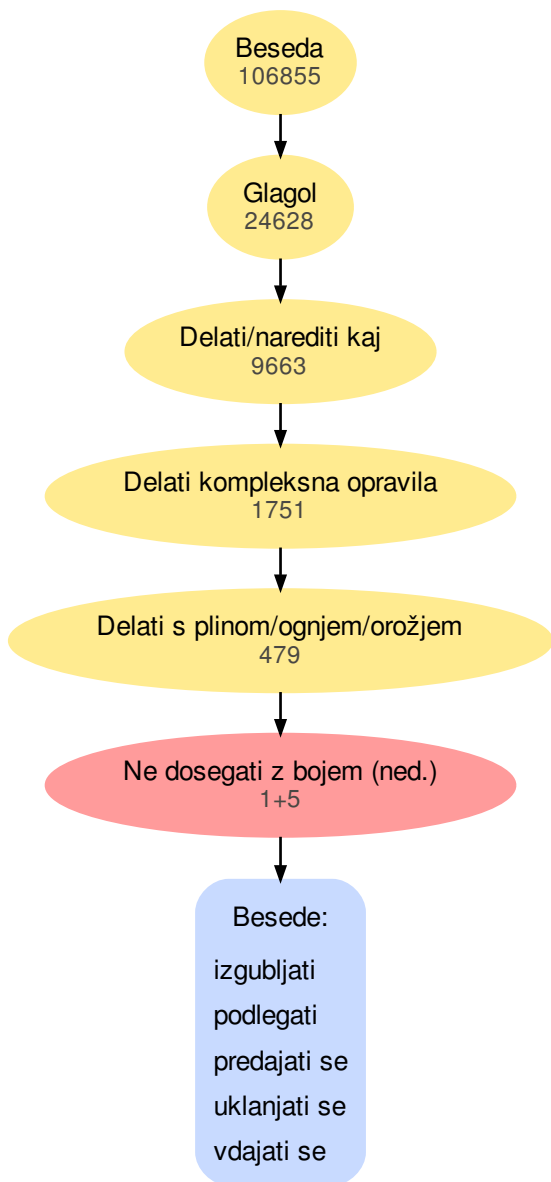 Beseda
106855
Glagol
24628
Delati/narediti kaj
9663
Delati kompleksna opravila
1751
Delati s plinom/ognjem/orožjem
479
Ne dosegati z bojem (ned.)
1+5
Besede:
izgubljati
podlegati
predajati se
uklanjati se
vdajati se